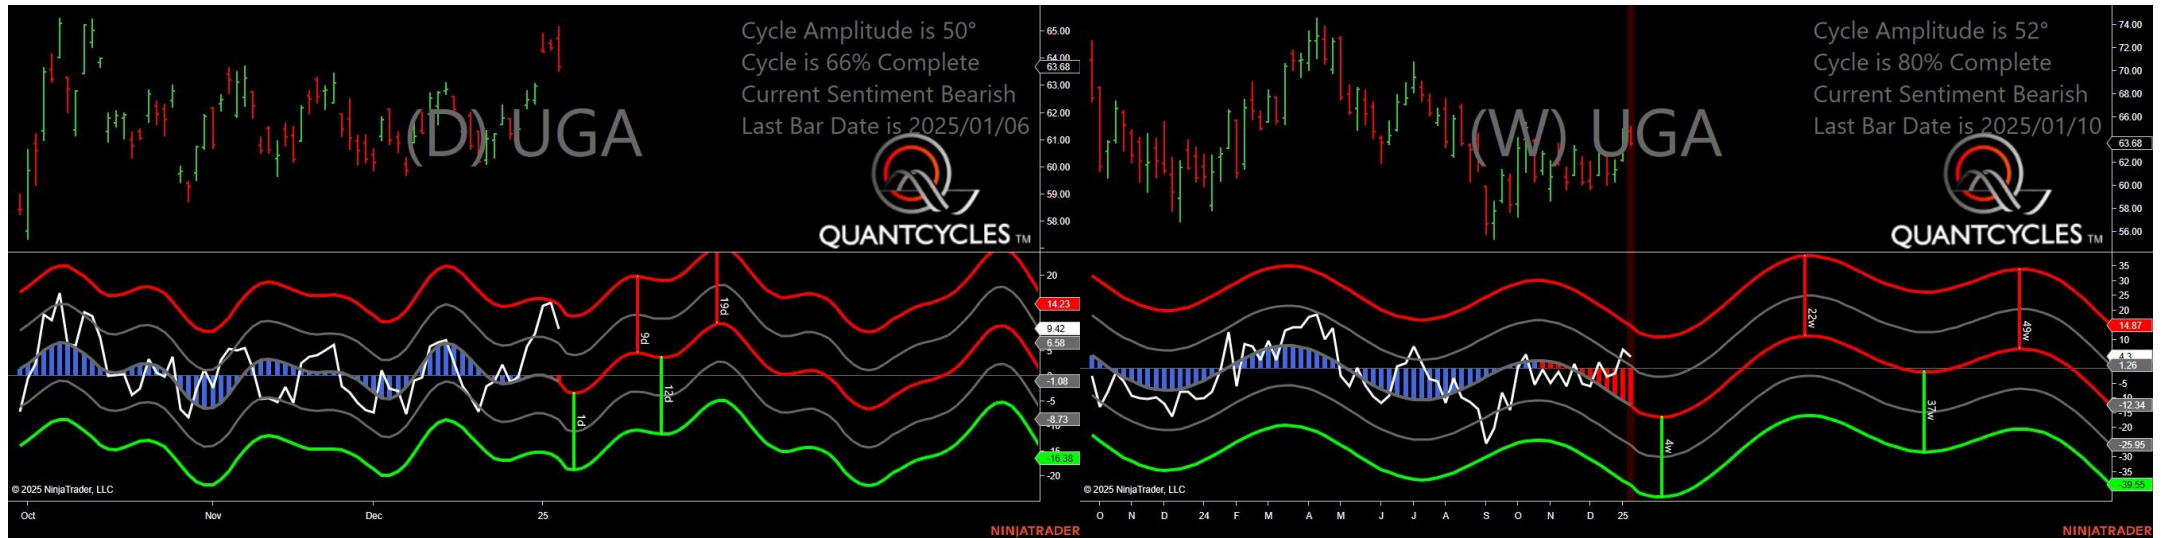 Cycle Amplitude is 50°
Cycle is 66% Complete
Current Sentiment Bearish
Last Bar Date is 2025/01/06
(D) UGA
QUANTCYCLES TM
65.00
64.00
63.68
63.00
62.00
61.00
60.00
59.00
58.00
20
14.23
9.42
6.58
5
-1.08
-5
-8.73
-16.38
-20
9d
19d
1d
12d
© 2025 NinjaTrader, LLC
Oct
Nov
Dec
25
NINJATRADER
Cycle Amplitude is 52°
Cycle is 80% Complete
Current Sentiment Bearish
Last Bar Date is 2025/01/10
(W) UGA
QUANTCYCLES TM
74.00
72.00
70.00
68.00
66.00
63.68
62.00
60.00
58.00
56.00
35
30
25
20
14.87
10
4.3
1.26
-5
-12.34
-15
-20
-25.95
-30
-35
-39.55
22w
49w
4w
37w
© 2025 NinjaTrader, LLC
O N D 24 F M A M J J A S O N D 25
NINJATRADER